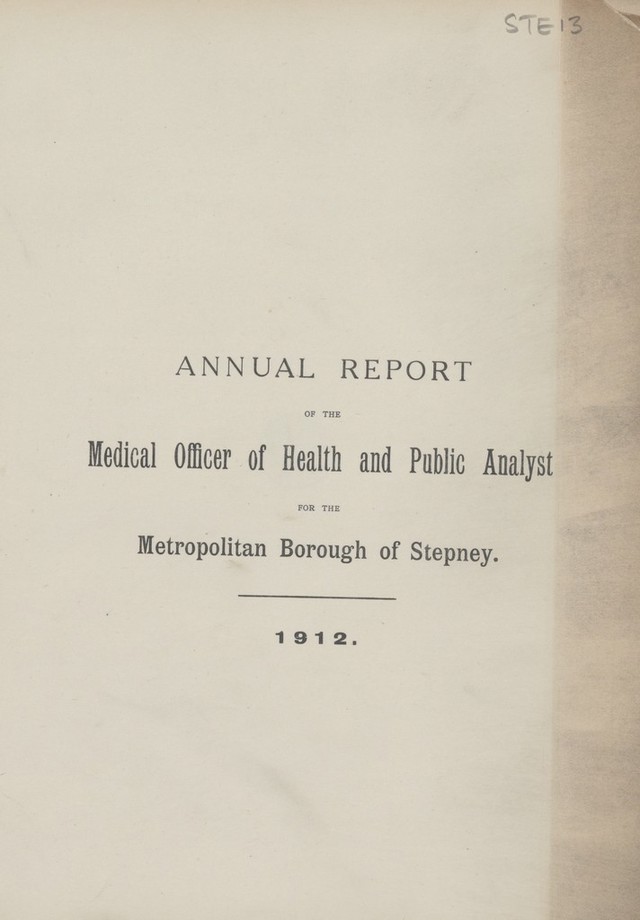 STE13
ANNUAL REPORT
OF THE
Medical Officer of Health and Public Analyst
FOR THE
Metropolitan Borough of Stepney.
1912.